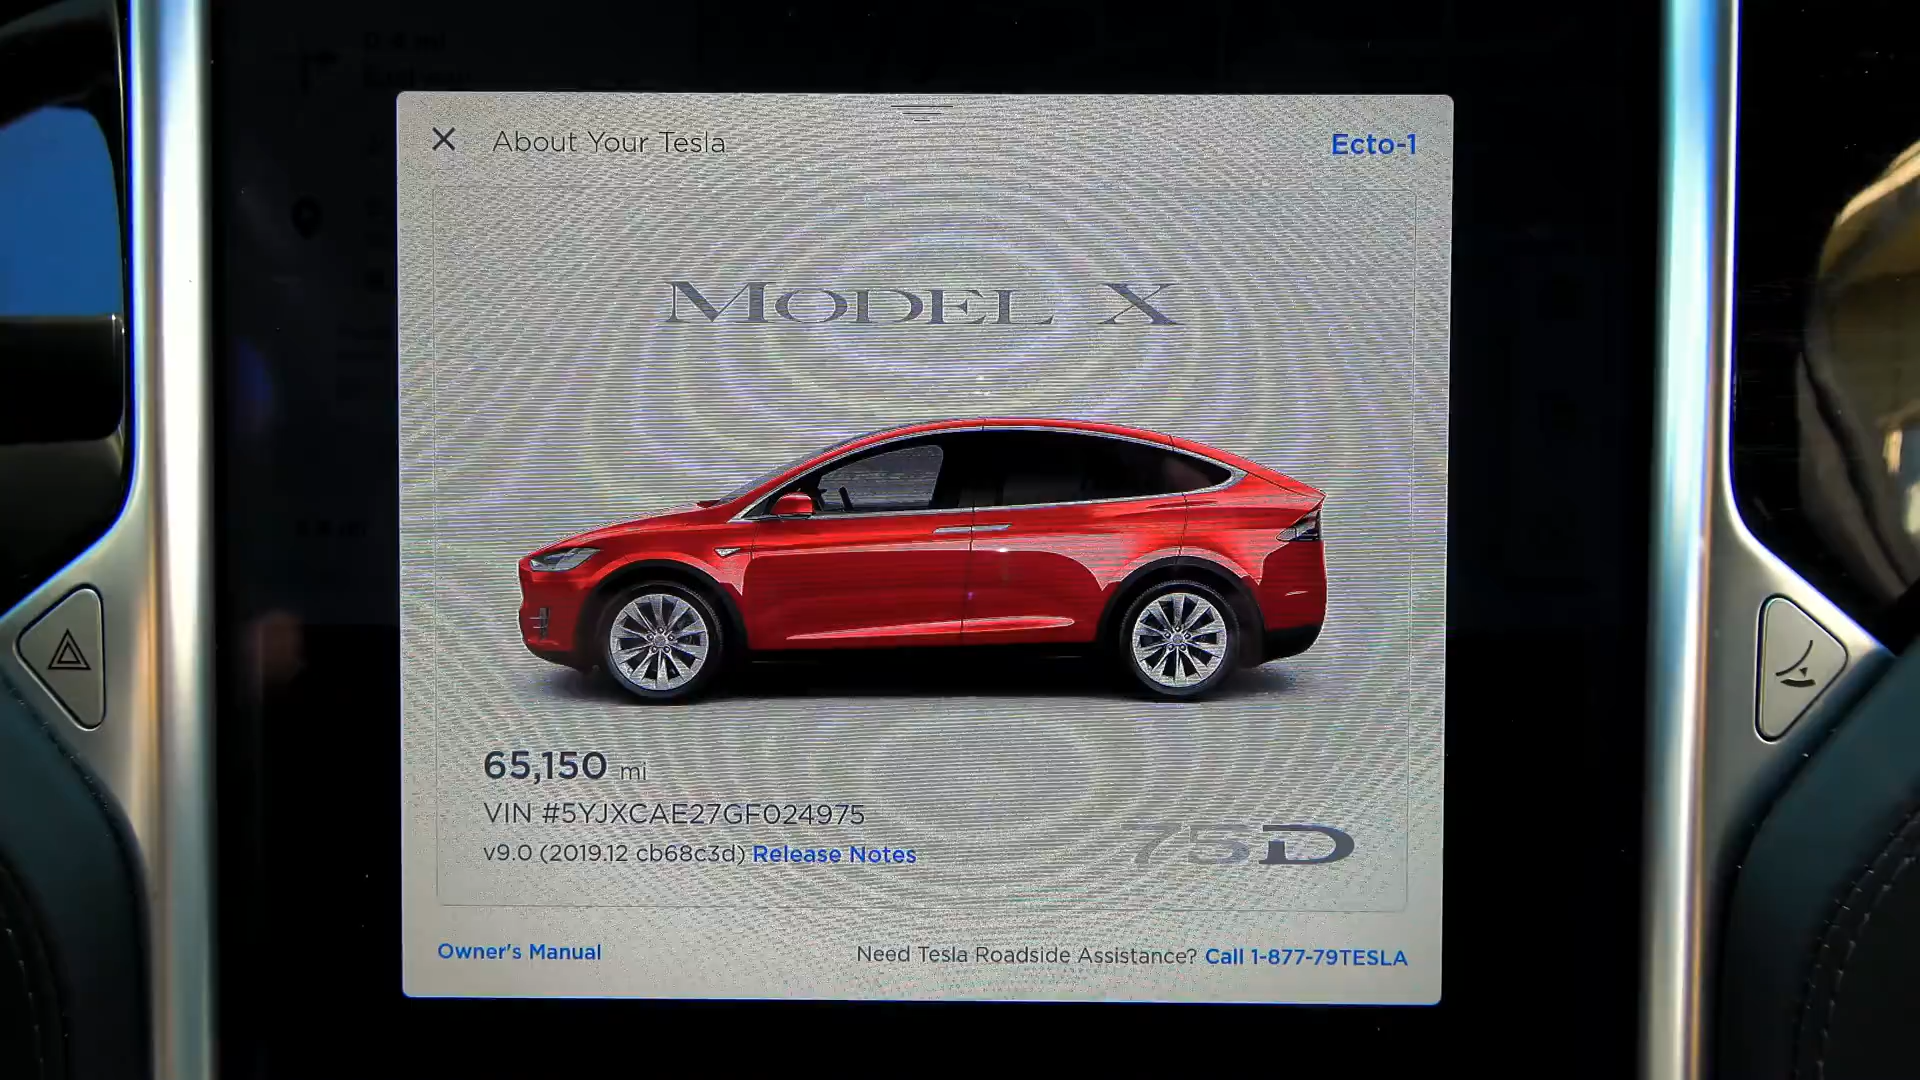 About Your Tesla
Ecto-1
MODEL X
65,150 mi
VIN #5YJXCAE27GF024975
v9.0 (2019.12 cb68c3d) Release Notes
75D
Owner's Manual
Need Tesla Roadside Assistance? Call 1-877-79TESLA